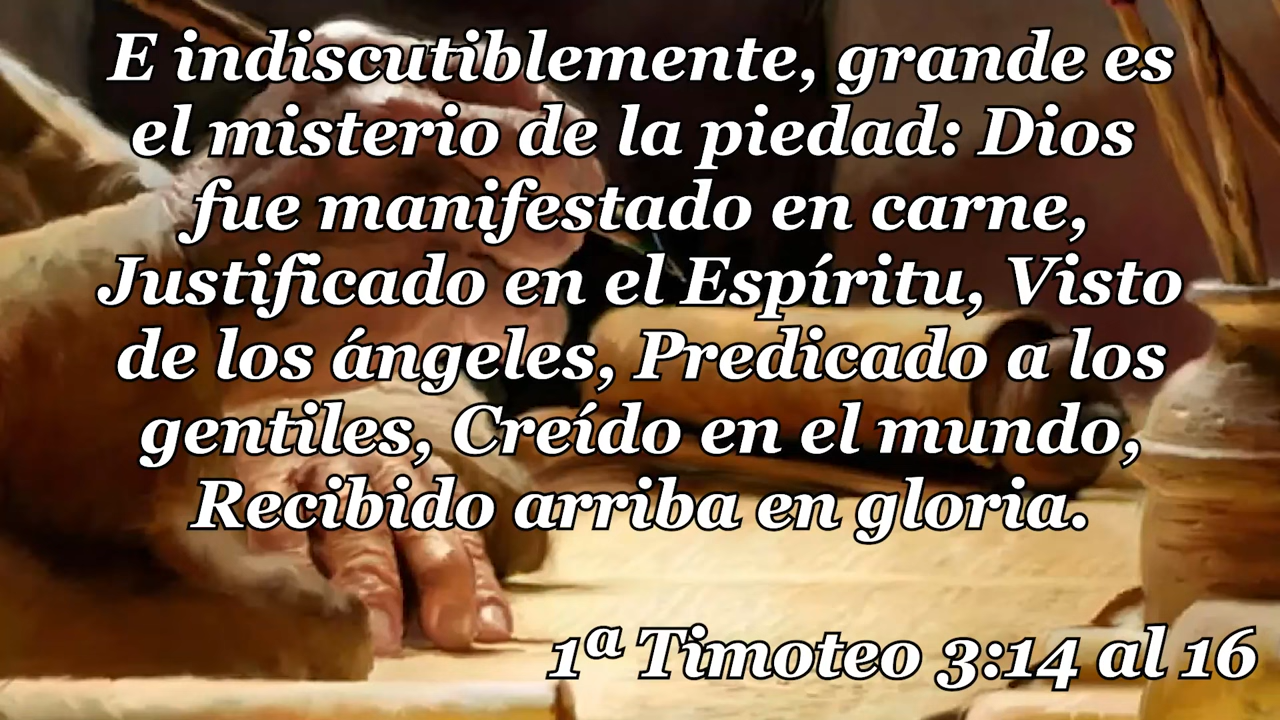 E indiscutiblemente, grande es
el misterio de la piedad: Dios
fue manifestado en carne,
Justificado en el Espíritu, Visto
de los ángeles, Predicado a los
gentiles, Creído en el mundo,
Recibido arriba en gloria.
1ª Timoteo 3:14 al 16